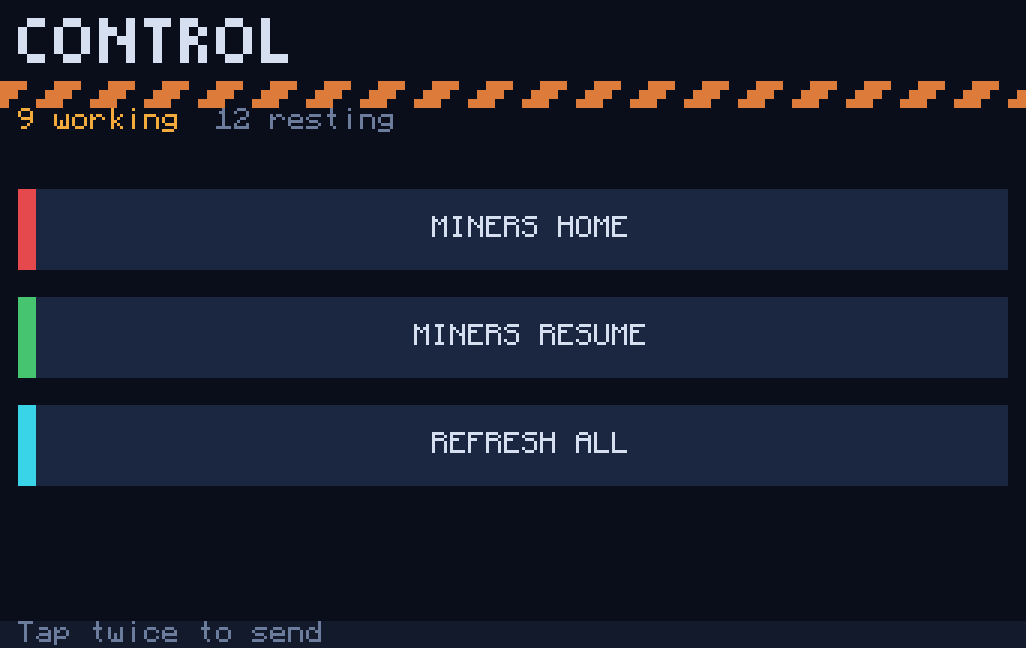 CONTROL
9 working 12 resting
MINERS HOME
MINERS RESUME
REFRESH ALL
Tap twice to send